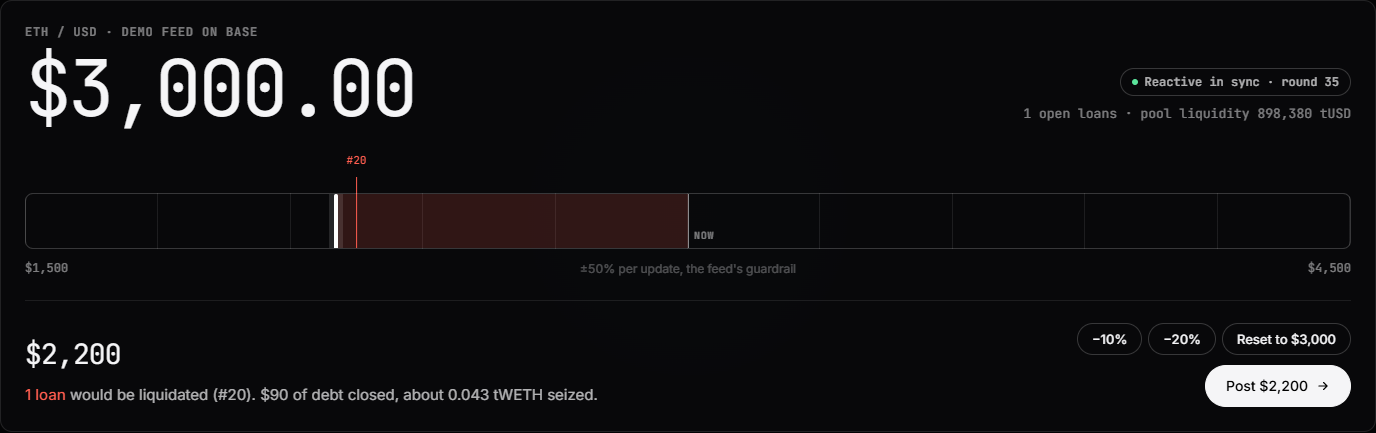 ETH / USD · DEMO FEED ON BASE
$3,000.00
Reactive in sync · round 35
1 open loans · pool liquidity 898,380 tUSD
#20
NOW
$1,500
±50% per update, the feed's guardrail
$4,500
$2,200
−10%
−20%
Reset to $3,000
1 loan would be liquidated (#20). $90 of debt closed, about 0.043 tWETH seized.
Post $2,200 →